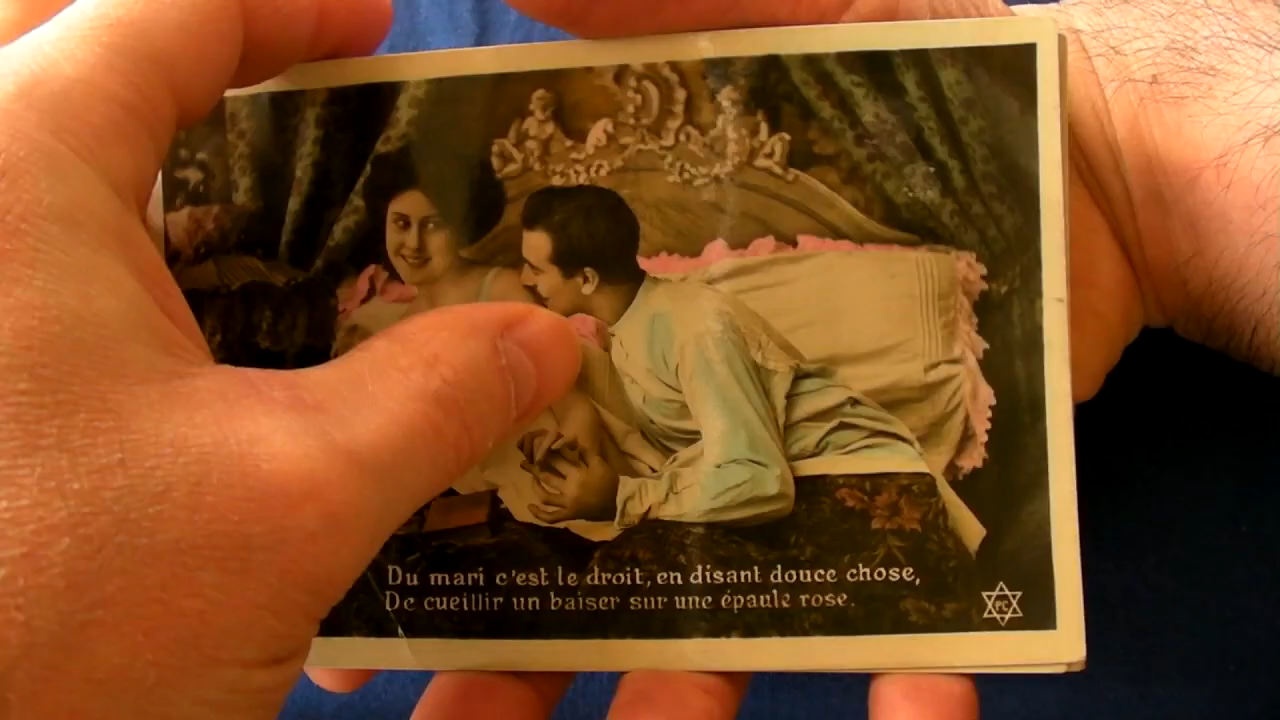 Du mari c'est le droit, en disant douce chose,
De cueillir un baiser sur une épaule rose.
PC